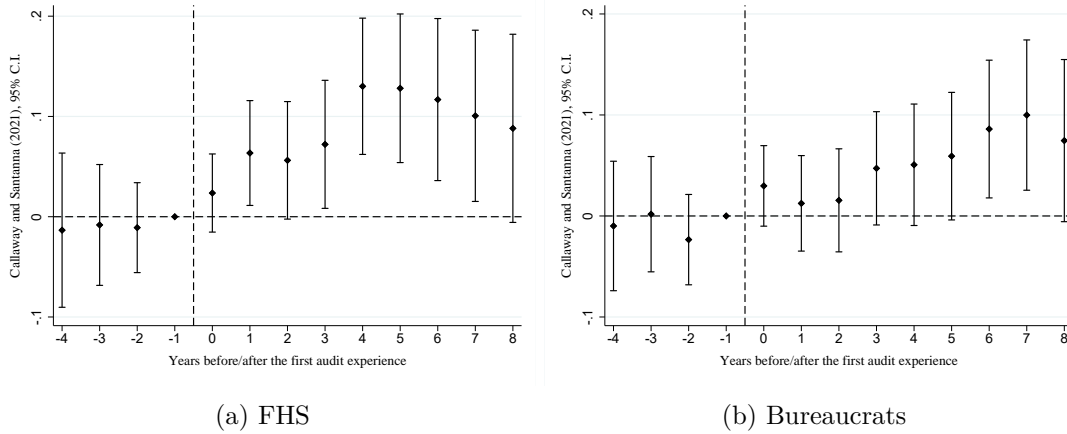 Callaway and Santanna (2021), 95% C.I.
.2
.1
0
-.1
-4 -3 -2 -1 0 1 2 3 4 5 6 7 8
Years before/after the first audit experience
(a) FHS
Callaway and Santanna (2021), 95% C.I.
.2
.1
0
-.1
-4 -3 -2 -1 0 1 2 3 4 5 6 7 8
Years before/after the first audit experience
(b) Bureaucrats